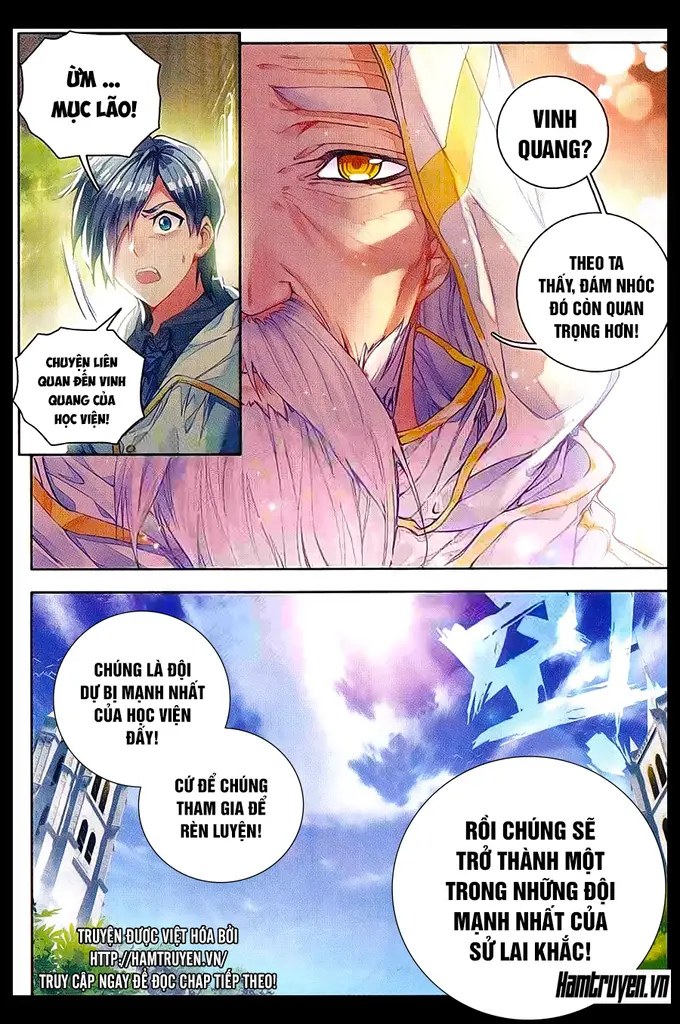 HAMTRUYEN.VN
ỪM ...
MỤC LÃO!
CHUYỆN LIÊN
QUAN ĐẾN VINH
QUANG CỦA
HỌC VIỆN!
VINH
QUANG?
THEO TA
THẤY, ĐÁM NHÓC
ĐÓ CÒN QUAN
TRỌNG HƠN!
CHÚNG LÀ ĐỘI
DỰ BỊ MẠNH NHẤT
CỦA HỌC VIỆN
ĐẤY!
CỨ ĐỂ CHÚNG
THAM GIA ĐỂ
RÈN LUYỆN!
RỒI CHÚNG SẼ
TRỞ THÀNH MỘT
TRONG NHỮNG ĐỘI
MẠNH NHẤT CỦA
SỬ LAI KHẮC!
TRUYỆN ĐƯỢC VIỆT HÓA BỞI
HTTP://HAMTRUYEN.VN/
TRUY CẬP NGAY ĐỂ ĐỌC CHAP TIẾP THEO!
HAMTRUYEN.VN